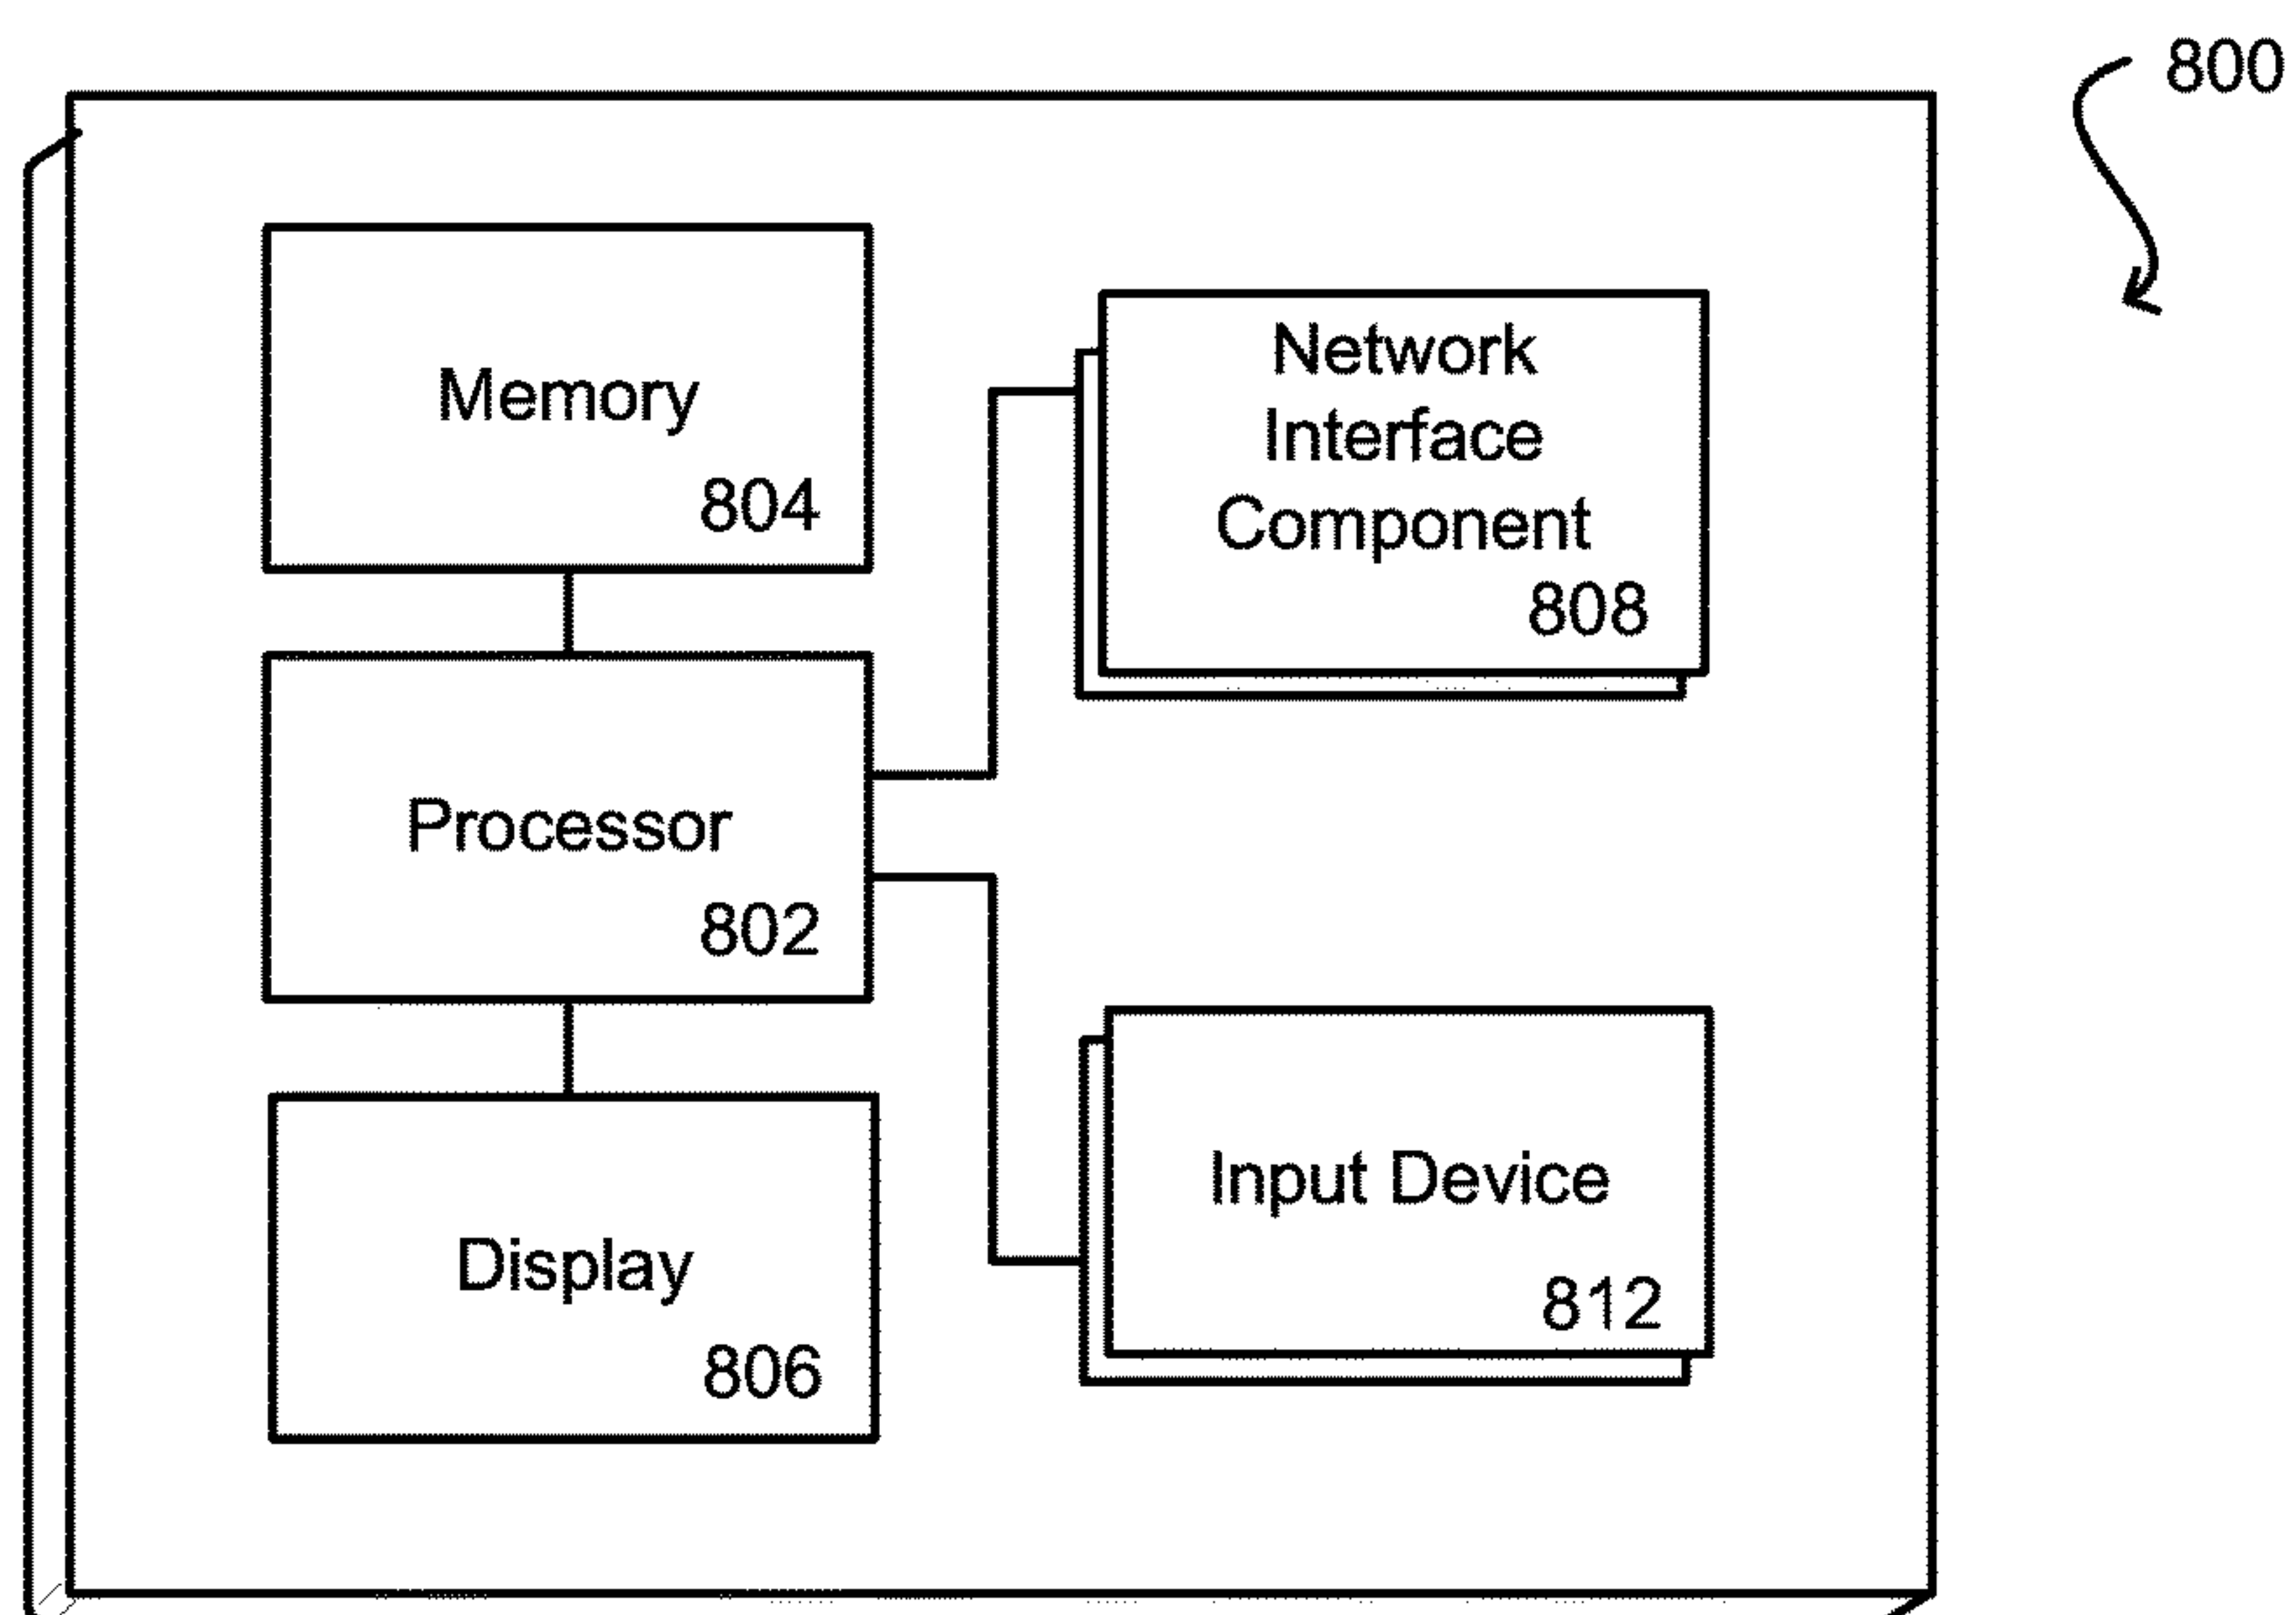 800
Memory
804
Network
Interface
Component
808
Processor
802
Input Device
812
Display
806